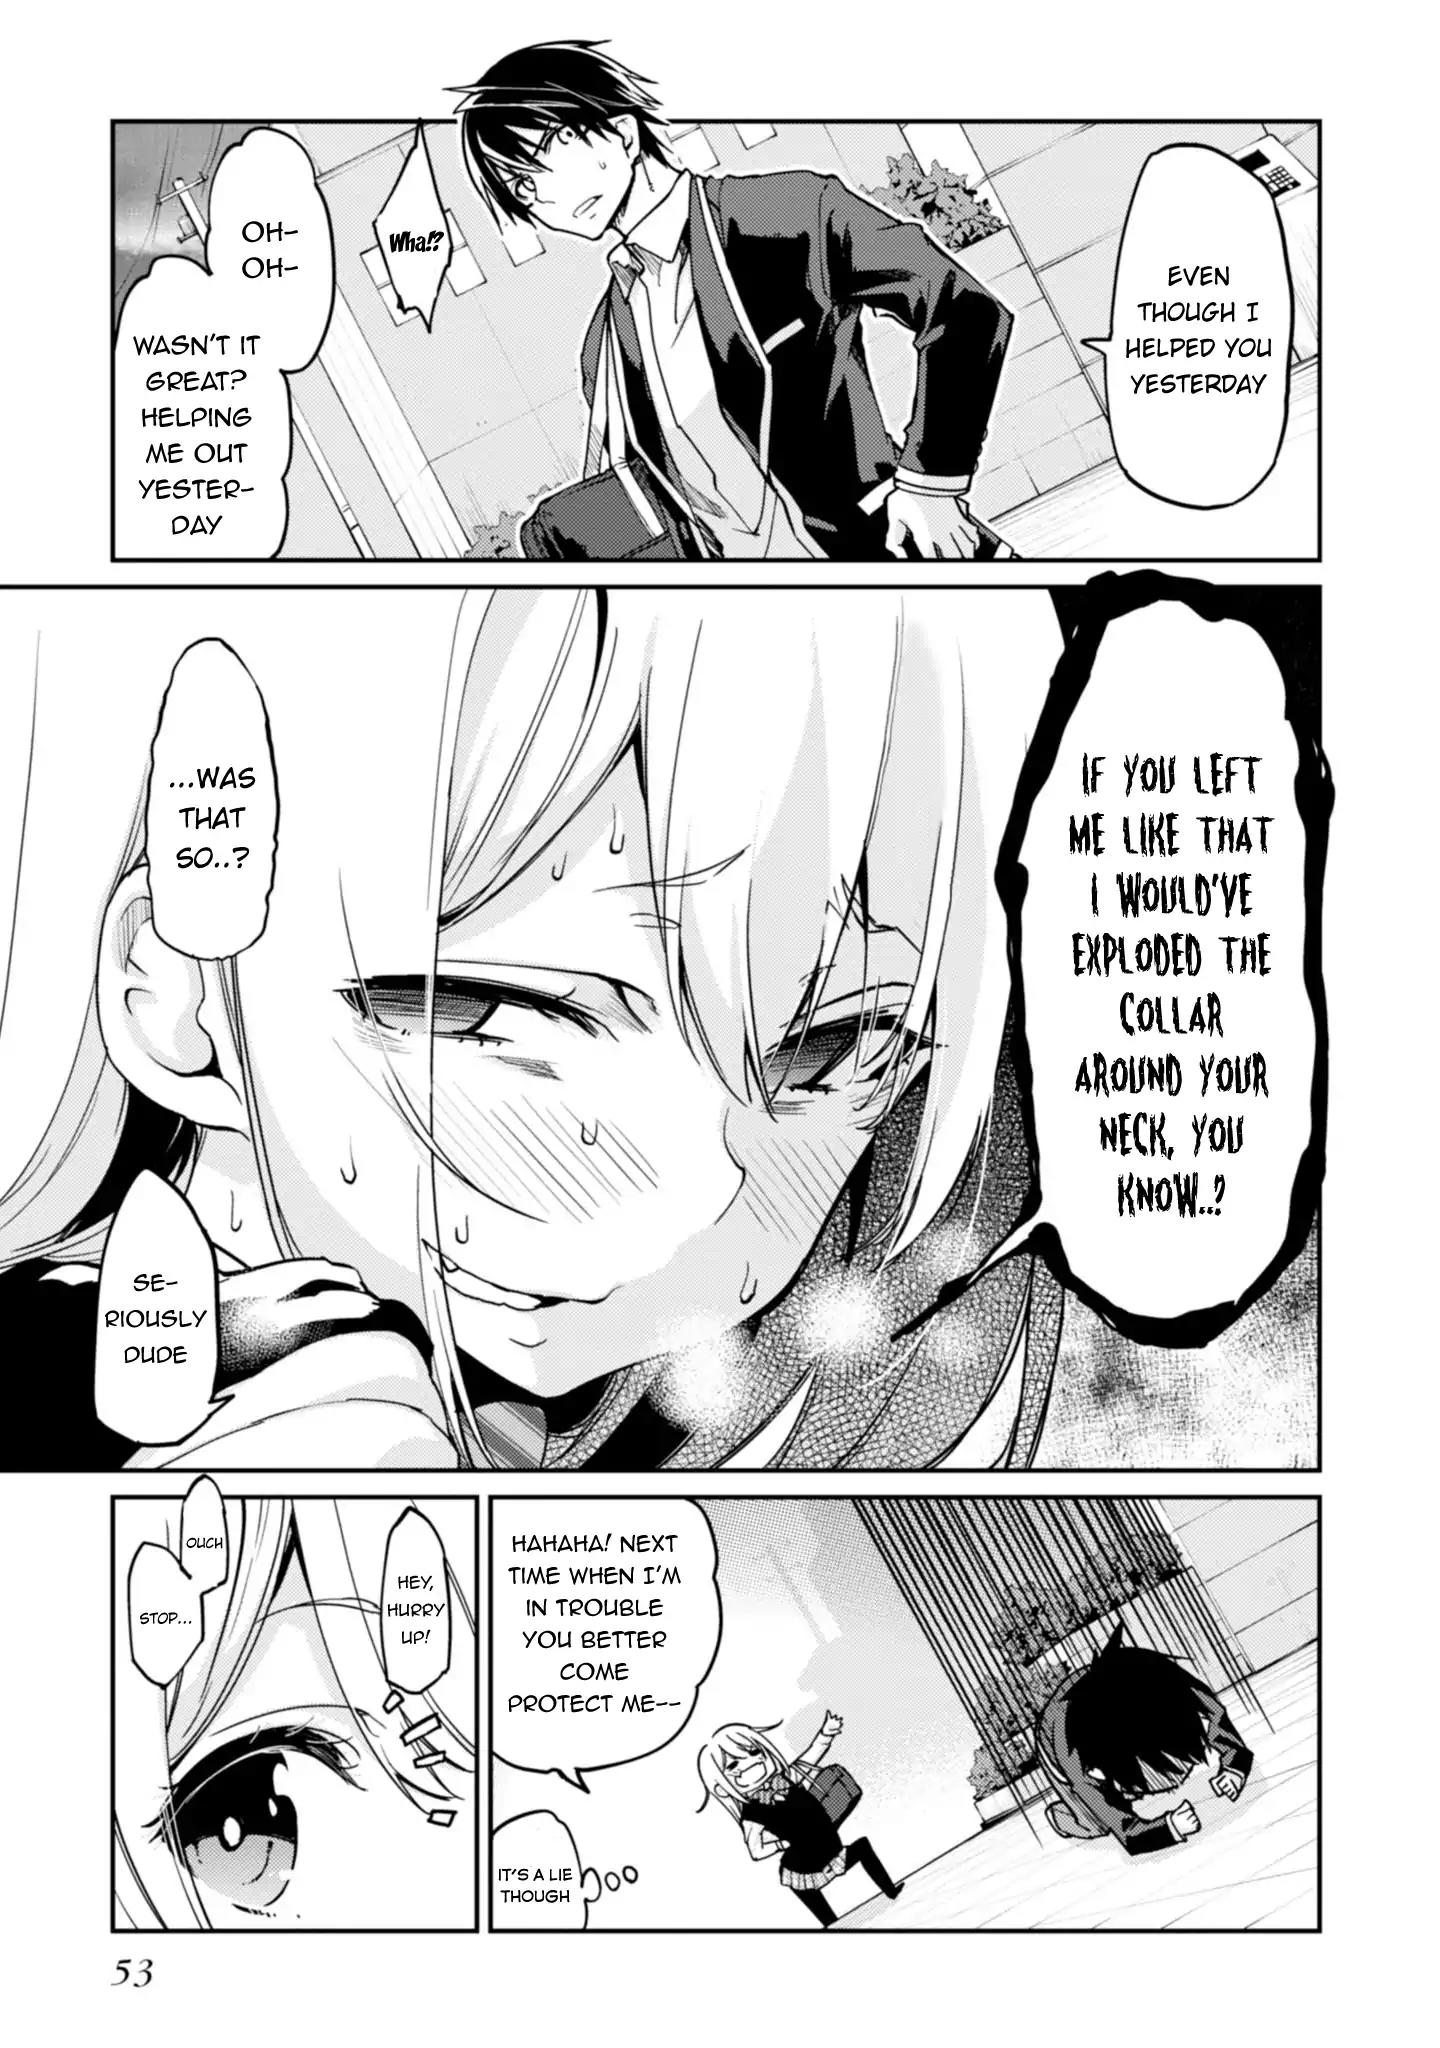 EVEN
THOUGH I
HELPED YOU
YESTERDAY
Wha!?
OH-
OH-
WASN'T IT
GREAT?
HELPING
ME OUT
YESTER-
DAY
IF YOU LEFT
ME LIKE THAT
I WOULD'VE
EXPLODED THE
COLLAR
AROUND YOUR
NECK, YOU
KNOW..?
...WAS
THAT
SO..?
SE-
RIOUSLY
DUDE
HAHAHA! NEXT
TIME WHEN I'M
IN TROUBLE
YOU BETTER
COME
PROTECT ME--
IT'S A LIE
THOUGH
HEY,
HURRY
UP!
OUCH
STOP...
53